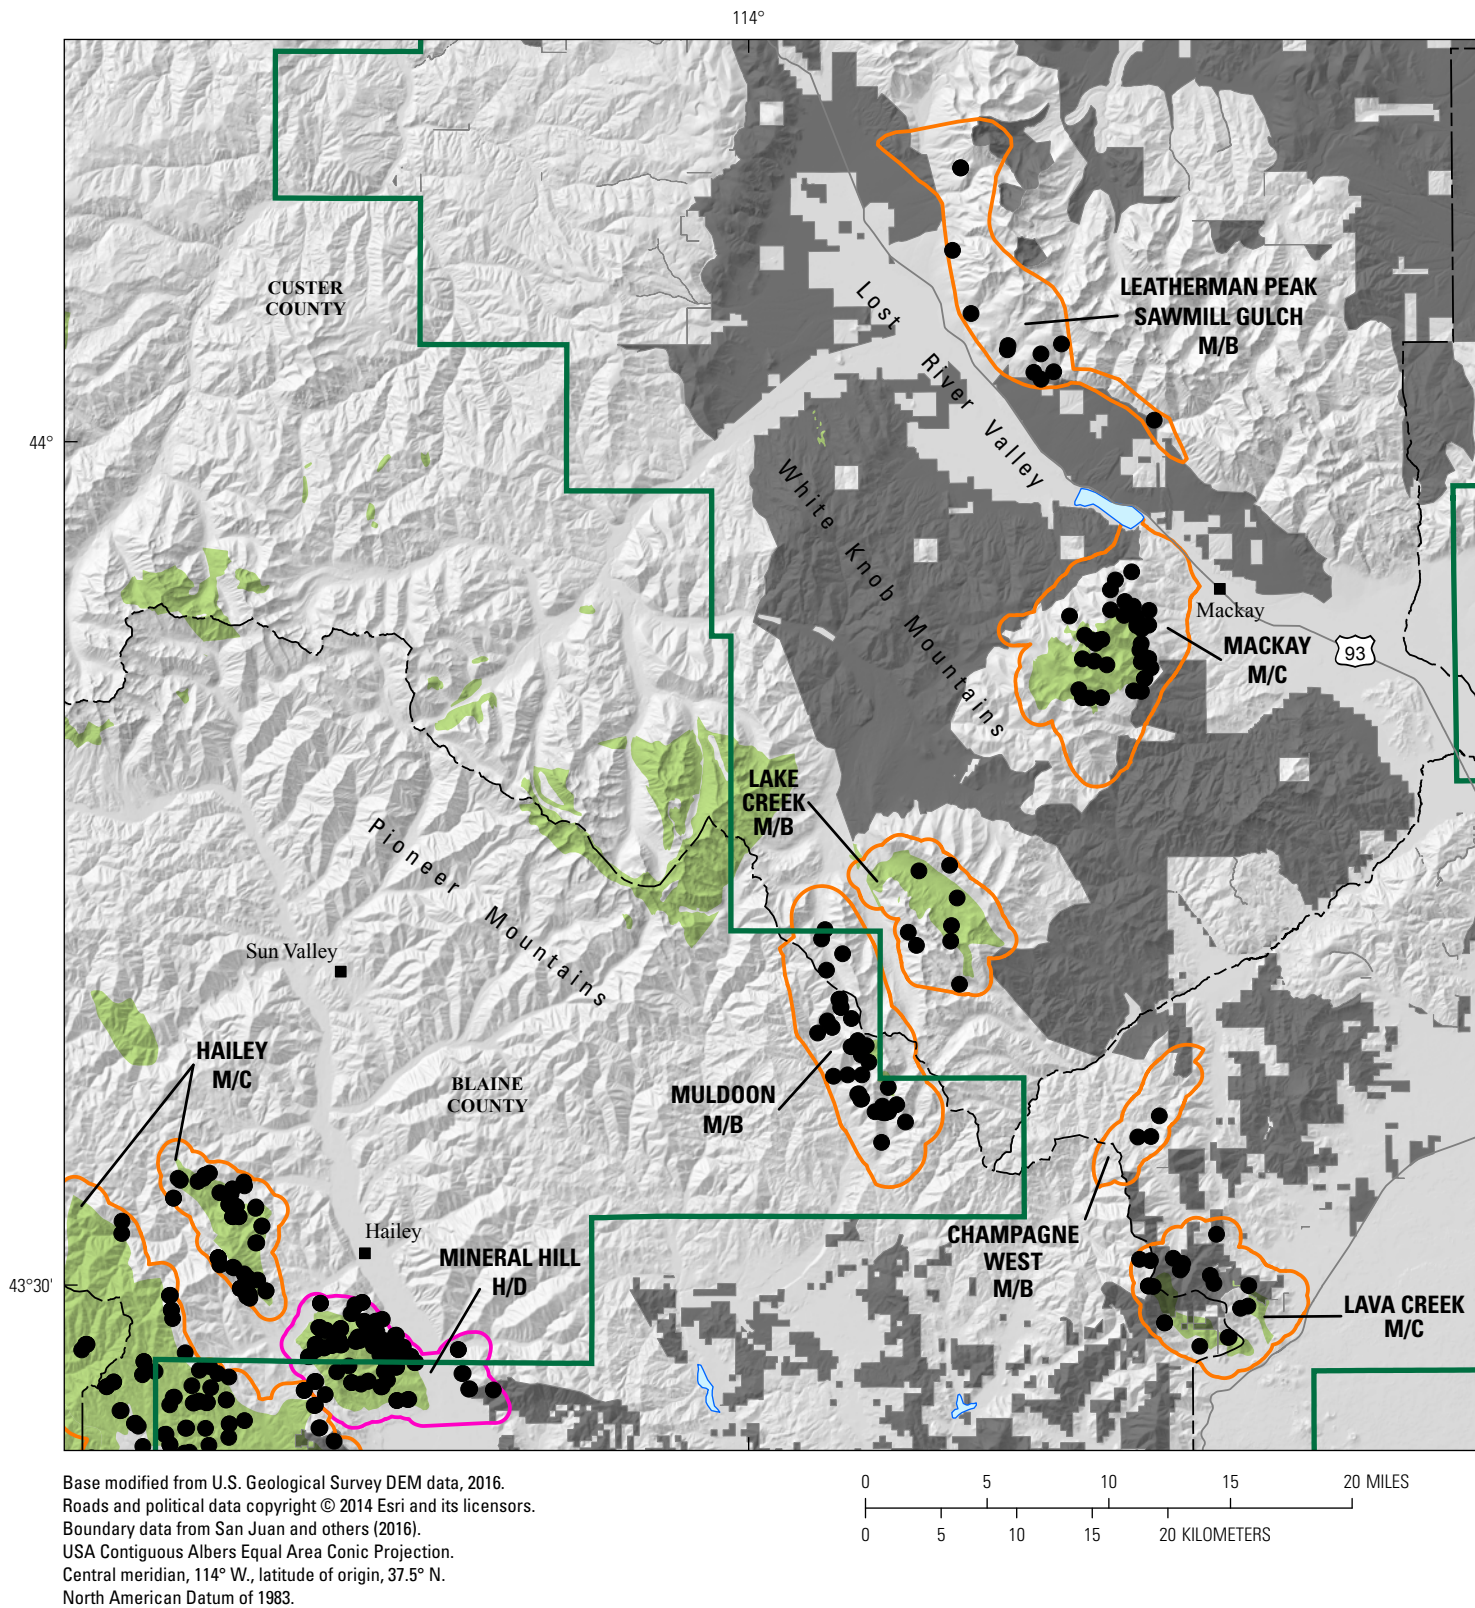 114°
CUSTER
COUNTY
LEATHERMAN PEAK
SAWMILL GULCH
M/B
Lost River Valley
44°
White Knob Mountains
Mackay
93
MACKAY
M/C
LAKE
CREEK
M/B
Pioneer Mountains
Sun Valley
HAILEY
M/C
BLAINE
COUNTY
MULDOON
M/B
Hailey
CHAMPAGNE
WEST
M/B
MINERAL HILL
H/D
43°30'
LAVA CREEK
M/C
Base modified from U.S. Geological Survey DEM data, 2016.
Roads and political data copyright © 2014 Esri and its licensors.
Boundary data from San Juan and others (2016).
USA Contiguous Albers Equal Area Conic Projection.
Central meridian, 114° W., latitude of origin, 37.5° N.
North American Datum of 1983.
0 5 10 15 20 MILES
0 5 10 15 20 KILOMETERS